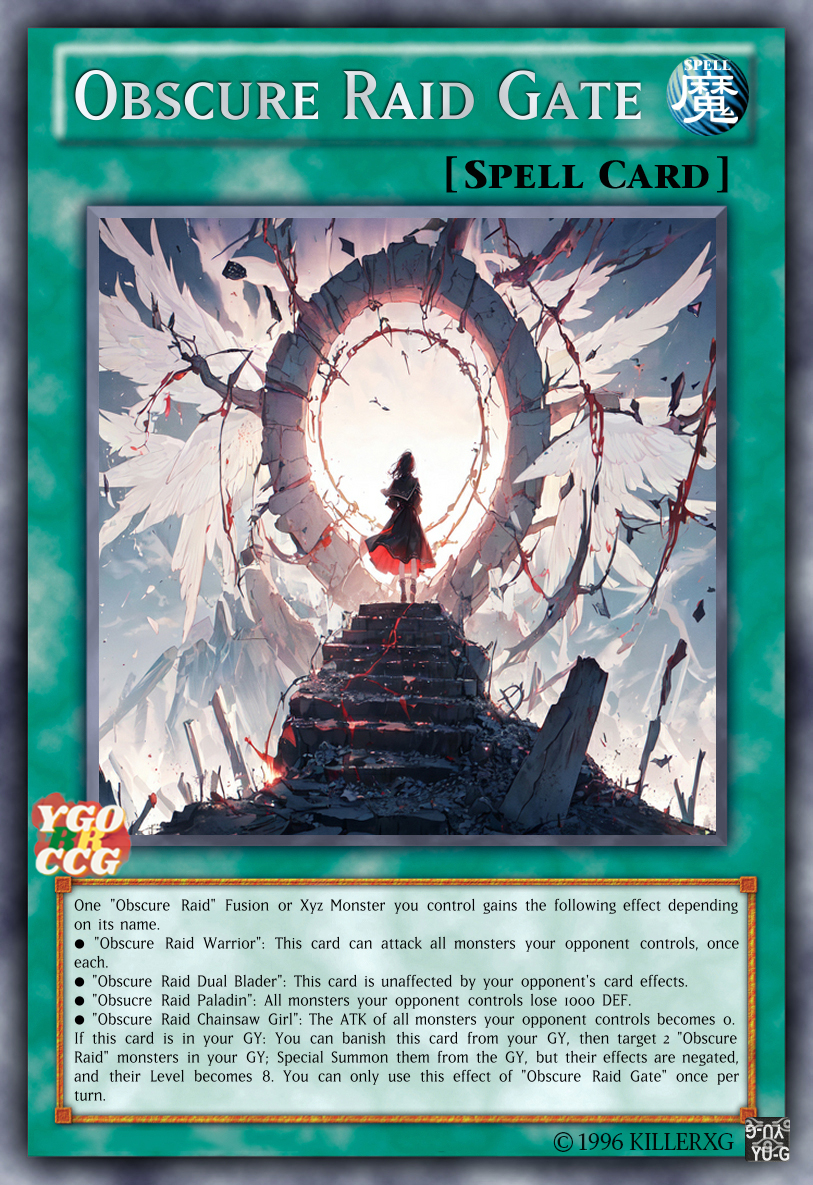 OBSCURE RAID GATE
SPELL
魔
[SPELL CARD]
YGO
RR
CCG
One "Obscure Raid" Fusion or Xyz Monster you control gains the following effect depending
on its name.
● "Obscure Raid Warrior": This card can attack all monsters your opponent controls, once
each.
● "Obscure Raid Dual Blader": This card is unaffected by your opponent's card effects.
● "Obsucre Raid Paladin": All monsters your opponent controls lose 1000 DEF.
● "Obscure Raid Chainsaw Girl": The ATK of all monsters your opponent controls becomes 0.
If this card is in your GY: You can banish this card from your GY, then target 2 "Obscure
Raid" monsters in your GY; Special Summon them from the GY, but their effects are negated,
and their Level becomes 8. You can only use this effect of "Obscure Raid Gate" once per
turn.
© 1996 KILLERXG
YU-G